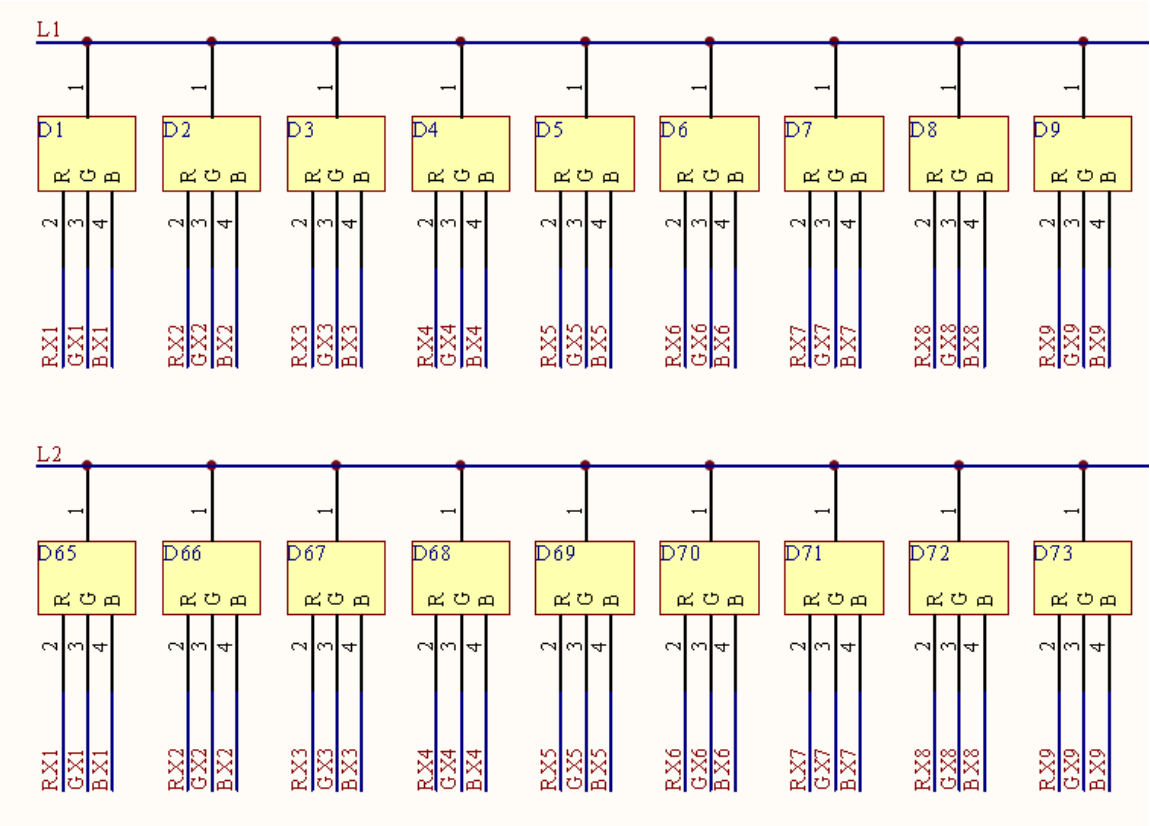 L1
1 1 1 1 1 1 1 1 1
D1 D2 D3 D4 D5 D6 D7 D8 D9
R G B R G B R G B R G B R G B R G B R G B R G B R G B
2 3 4 2 3 4 2 3 4 2 3 4 2 3 4 2 3 4 2 3 4 2 3 4 2 3 4
RX1 GX1 BX1 RX2 GX2 BX2 RX3 GX3 BX3 RX4 GX4 BX4 RX5 GX5 BX5 RX6 GX6 BX6 RX7 GX7 BX7 RX8 GX8 BX8 RX9 GX9 BX9
L2
1 1 1 1 1 1 1 1 1
D65 D66 D67 D68 D69 D70 D71 D72 D73
R G B R G B R G B R G B R G B R G B R G B R G B R G B
2 3 4 2 3 4 2 3 4 2 3 4 2 3 4 2 3 4 2 3 4 2 3 4 2 3 4
RX1 GX1 BX1 RX2 GX2 BX2 RX3 GX3 BX3 RX4 GX4 BX4 RX5 GX5 BX5 RX6 GX6 BX6 RX7 GX7 BX7 RX8 GX8 BX8 RX9 GX9 BX9